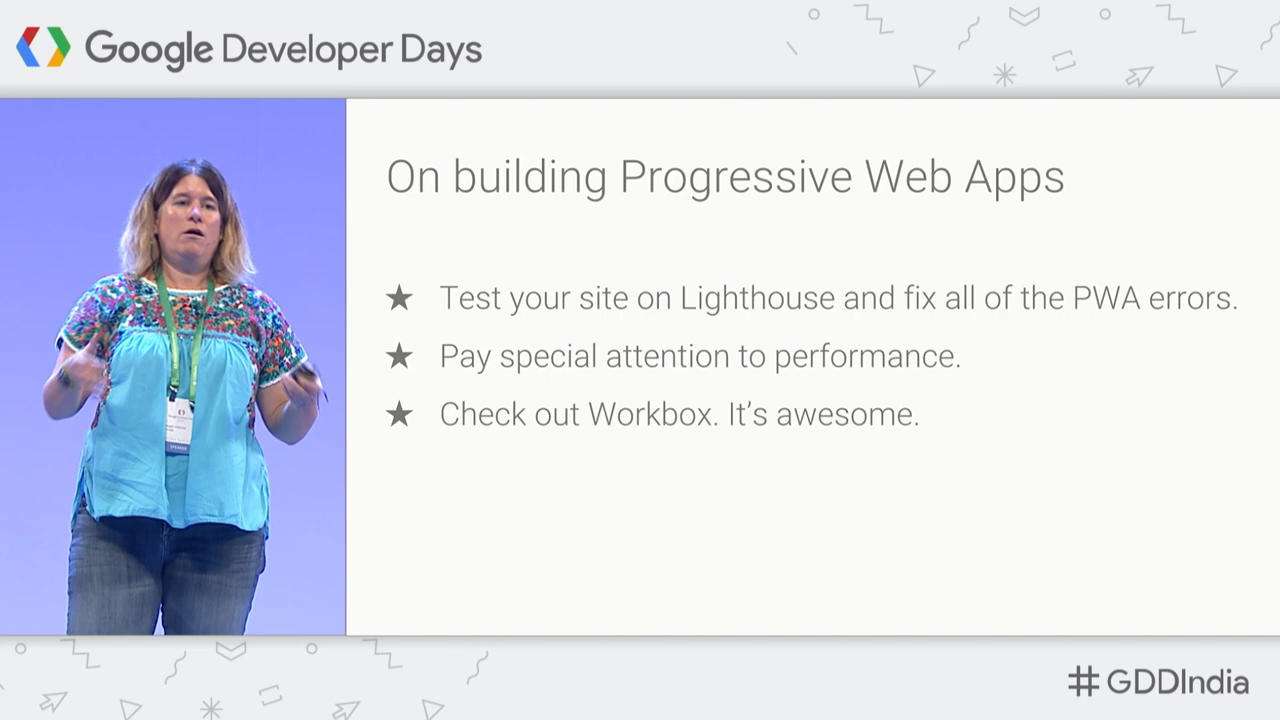 Google Developer Days
On building Progressive Web Apps
★ Test your site on Lighthouse and fix all of the PWA errors.
★ Pay special attention to performance.
★ Check out Workbox. It’s awesome.
SPEAKER
#GDDIndia